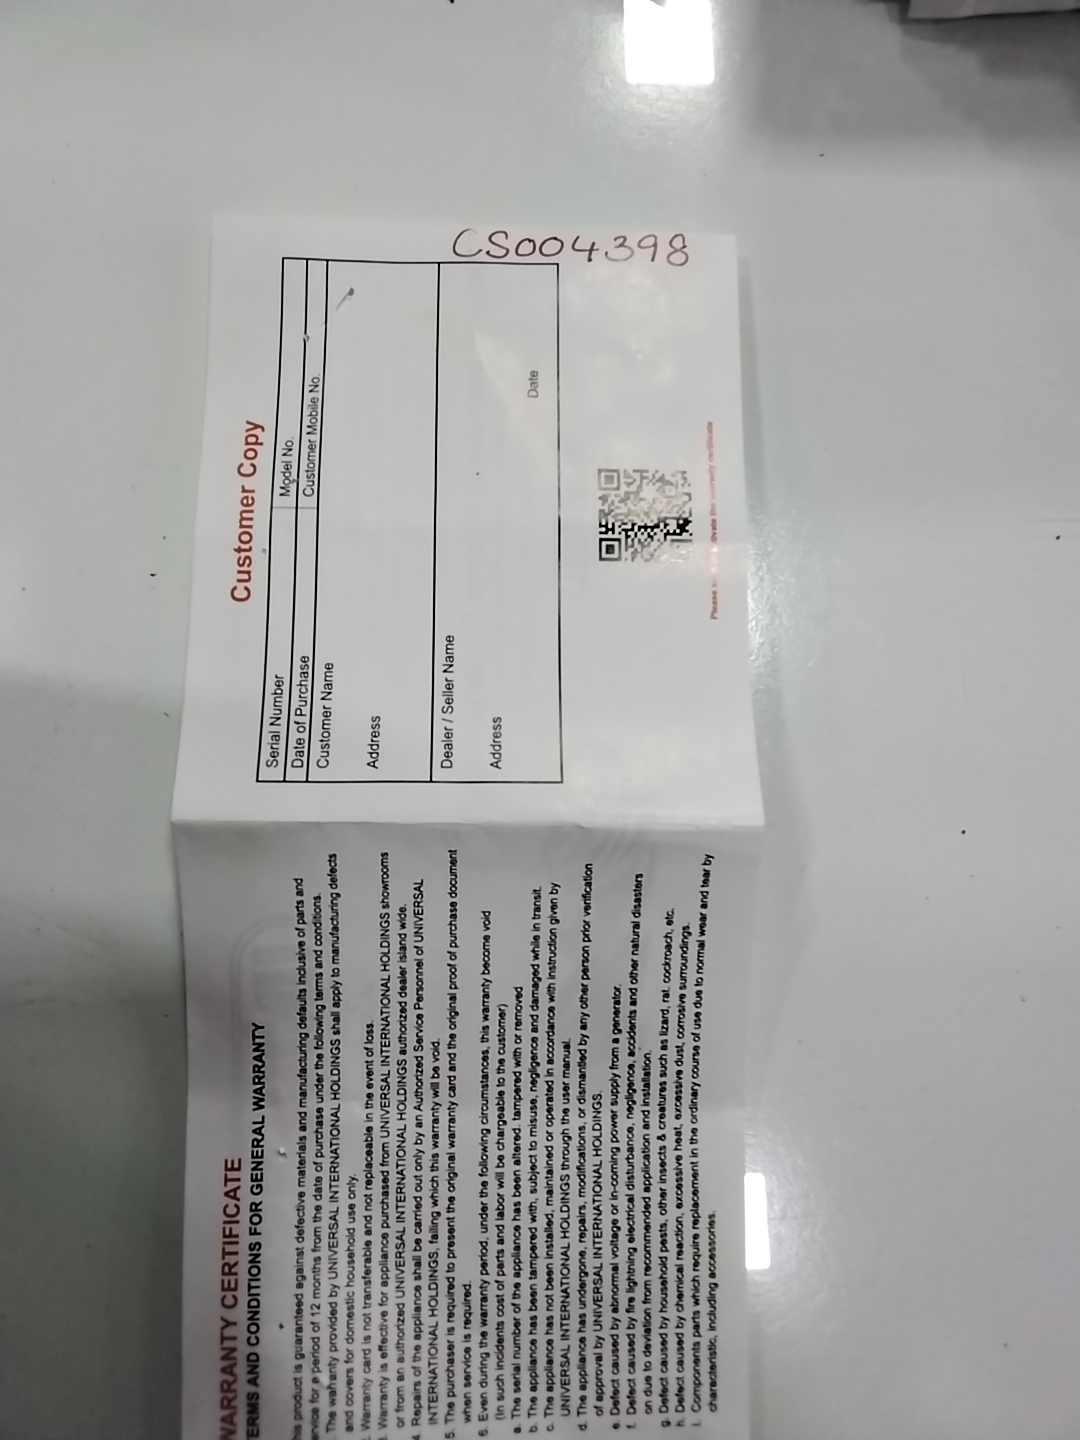 WARRANTY CERTIFICATE
TERMS AND CONDITIONS FOR GENERAL WARRANTY
This product is guaranteed against defective materials and manufacturing defaults inclusive of parts and
service for a period of 12 months from the date of purchase under the following terms and conditions.
The warranty provided by UNIVERSAL INTERNATIONAL HOLDINGS shall apply to manufacturing defects
and covers for domestic household use only.
Warranty card is not transferable and not replaceable in the event of loss.
Warranty is effective for appliance purchased from UNIVERSAL INTERNATIONAL HOLDINGS showrooms
or from an authorized UNIVERSAL INTERNATIONAL HOLDINGS authorized dealer island wide.
4. Repairs of the appliance shall be carried out only by an Authorized Service Personnel of UNIVERSAL
INTERNATIONAL HOLDINGS, failing which this warranty will be void.
5. The purchaser is required to present the original warranty card and the original proof of purchase document
when service is required.
6. Even during the warranty period, under the following circumstances, this warranty become void
(In such incidents cost of parts and labor will be chargeable to the customer)
a. The serial number of the appliance has been altered, tampered with or removed
b. The appliance has been tampered with, subject to misuse, negligence and damaged while in transit.
c. The appliance has not been installed, maintained or operated in accordance with instruction given by
UNIVERSAL INTERNATIONAL HOLDINGS through the user manual.
d. The appliance has undergone, repairs, modifications, or dismantled by any other person prior verification
of approval by UNIVERSAL INTERNATIONAL HOLDINGS.
e. Defect caused by abnormal voltage or in-coming power supply from a generator.
f. Defect caused by fire lightning electrical disturbance, negligence, accidents and other natural disasters
on due to deviation from recommended application and installation.
g. Defect caused by household pests, other insects & creatures such as lizard, rat, cockroach, etc.
h. Defect caused by chemical reaction, excessive heat, excessive dust, corrosive surroundings.
i. Components parts which require replacement in the ordinary course of use due to normal wear and tear by
characteristic, including accessories.
Customer Copy
Serial Number
Model No.
Date of Purchase
Customer Mobile No.
Customer Name
Address
Dealer / Seller Name
Address
Date
CS004398
Please activate the warranty certificate